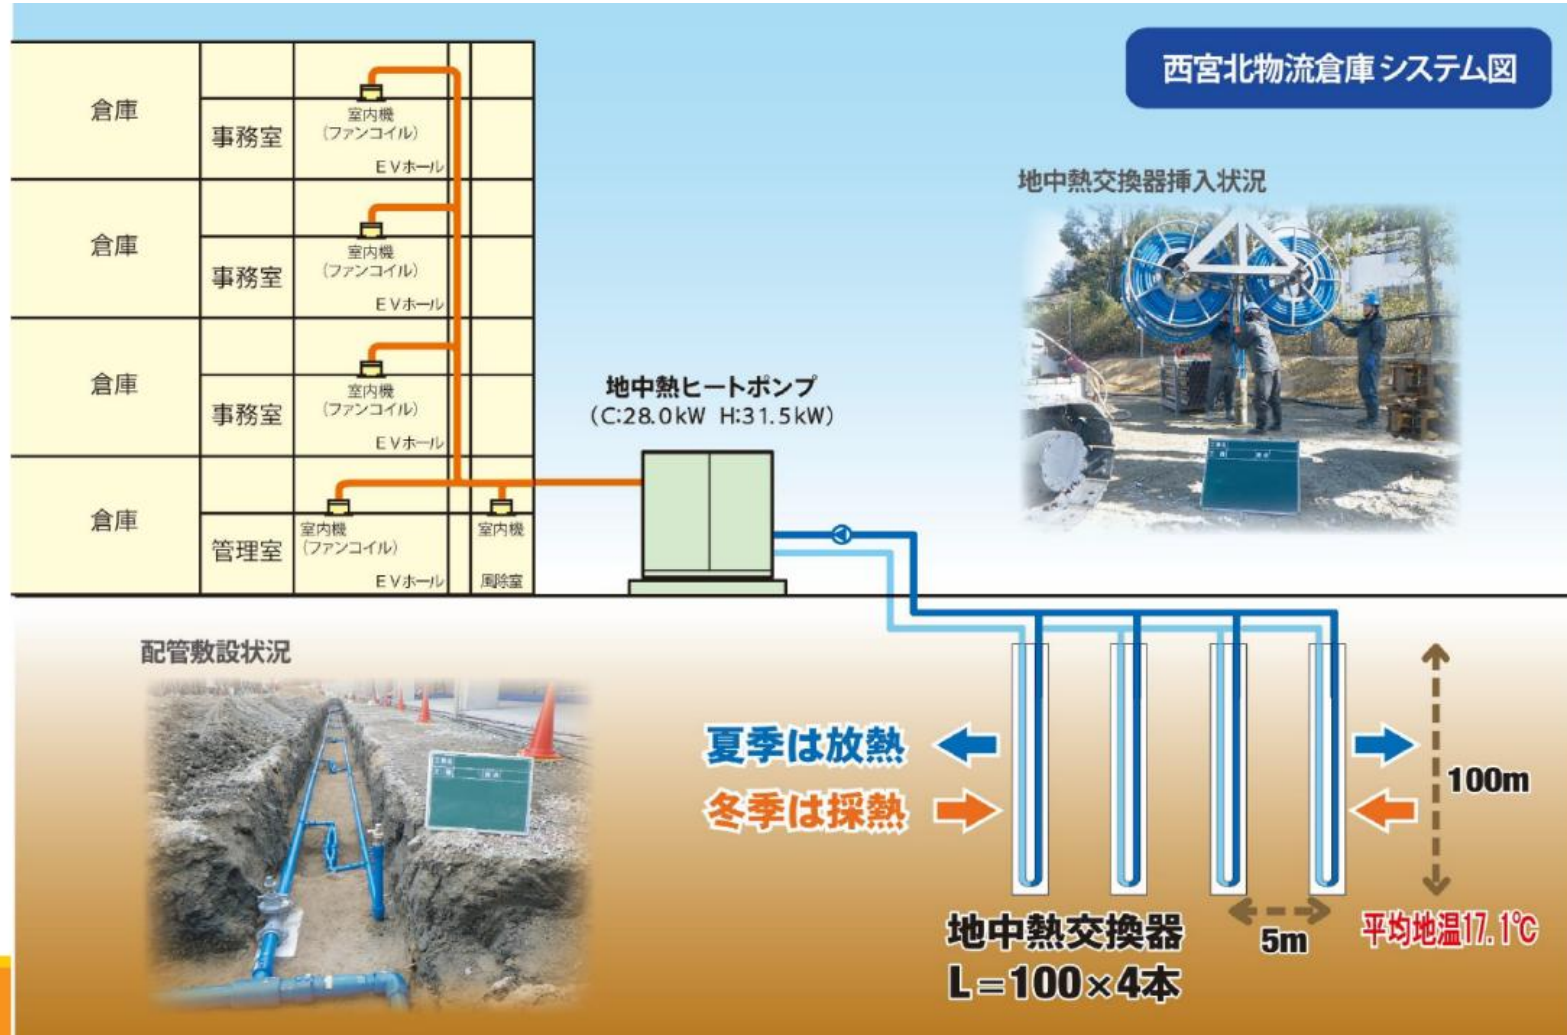 西宮北物流倉庫 システム図
倉庫
事務室
室内機
(ファンコイル)
EVホール
倉庫
事務室
室内機
(ファンコイル)
EVホール
倉庫
事務室
室内機
(ファンコイル)
EVホール
倉庫
管理室
室内機
(ファンコイル)
EVホール
室内機
風除室
地中熱ヒートポンプ
(C:28.0kW H:31.5kW)
地中熱交換器挿入状況
配管敷設状況
夏季は放熱
冬季は採熱
100m
地中熱交換器
L=100×4本
5m
平均地温17.1℃